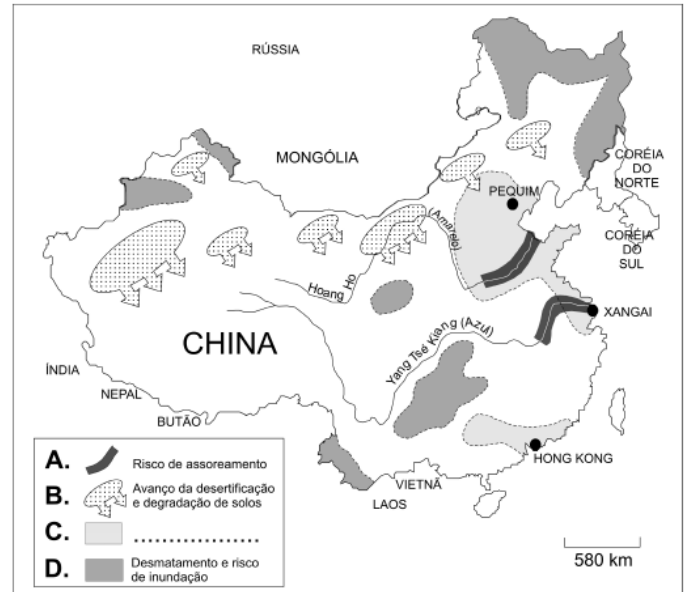 RÚSSIA
MONGÓLIA
CORÉIA
DO
NORTE
PEQUIM
(Amarelo)
CORÉIA
DO
SUL
Hoang Ho
XANGAI
CHINA
Yang Tsé Kiang (Azul)
ÍNDIA
NEPAL
BUTÃO
HONG KONG
VIETNÃ
LAOS
A. Risco de assoreamento
B. Avanço da desertificação
e degradação de solos
C. ....................
D. Desmatamento e risco
de inundação
580 km